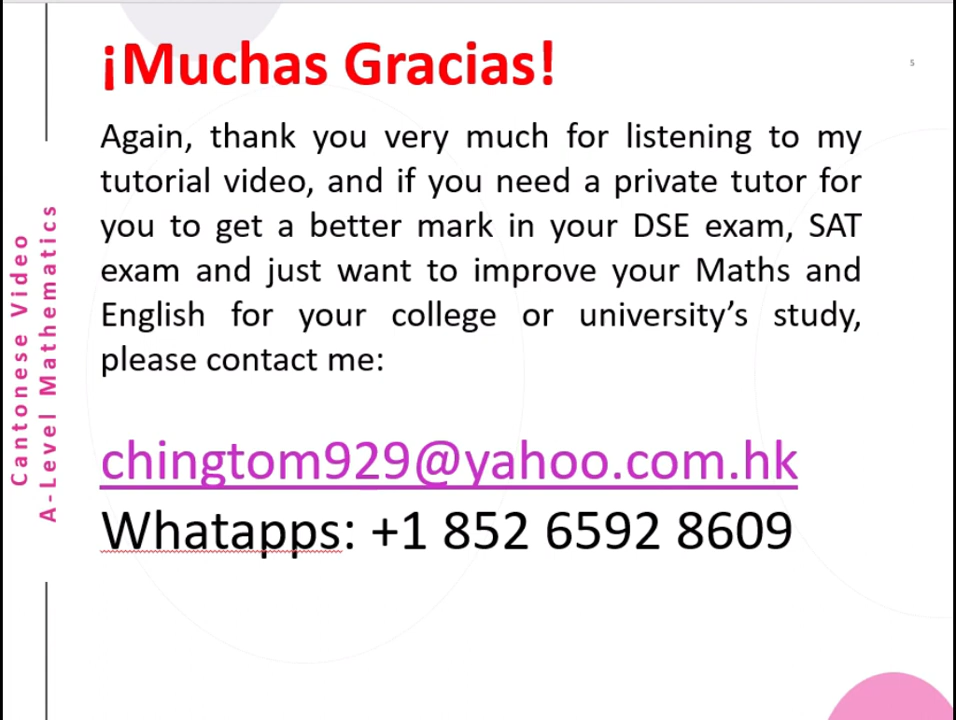 ¡Muchas Gracias!
5
Again, thank you very much for listening to my
tutorial video, and if you need a private tutor for
you to get a better mark in your DSE exam, SAT
exam and just want to improve your Maths and
English for your college or university’s study,
please contact me:
chingtom929@yahoo.com.hk
Whatapps: +1 852 6592 8609
Cantonese Video
A-Level Mathematics